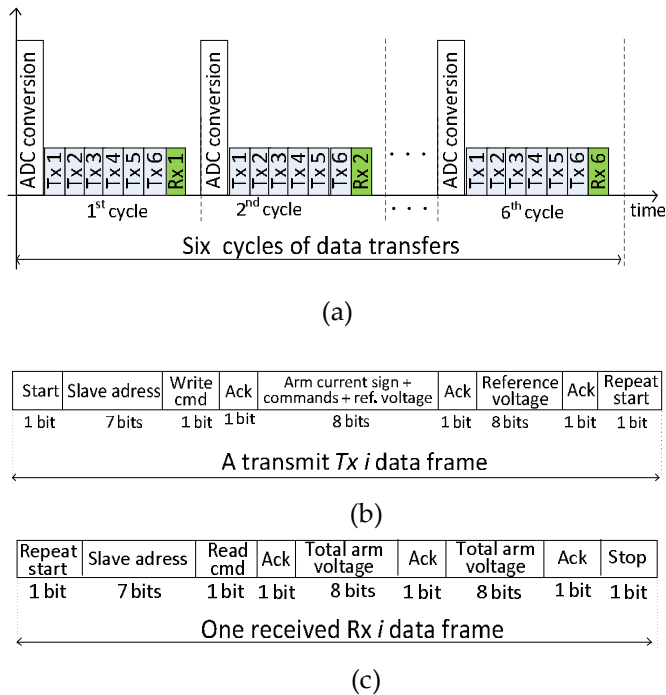 ADC conversion
Tx 1
Tx 2
Tx 3
Tx 4
Tx 5
Tx 6
Rx 1
ADC conversion
Tx 1
Tx 2
Tx 3
Tx 4
Tx 5
Tx 6
Rx 2
. . .
ADC conversion
Tx 1
Tx 2
Tx 3
Tx 4
Tx 5
Tx 6
Rx 6
1st cycle
2nd cycle
. . .
6th cycle
time
Six cycles of data transfers
(a)
Start
Slave adress
Write cmd
Ack
Arm current sign + commands + ref. voltage
Ack
Reference voltage
Ack
Repeat start
1 bit
7 bits
1 bit
1 bit
8 bits
1 bit
8 bits
1 bit
1 bit
A transmit Tx i data frame
(b)
Repeat start
Slave adress
Read cmd
Ack
Total arm voltage
Ack
Total arm voltage
Ack
Stop
1 bit
7 bits
1 bit
1 bit
8 bits
1 bit
8 bits
1 bit
1 bit
One received Rx i data frame
(c)